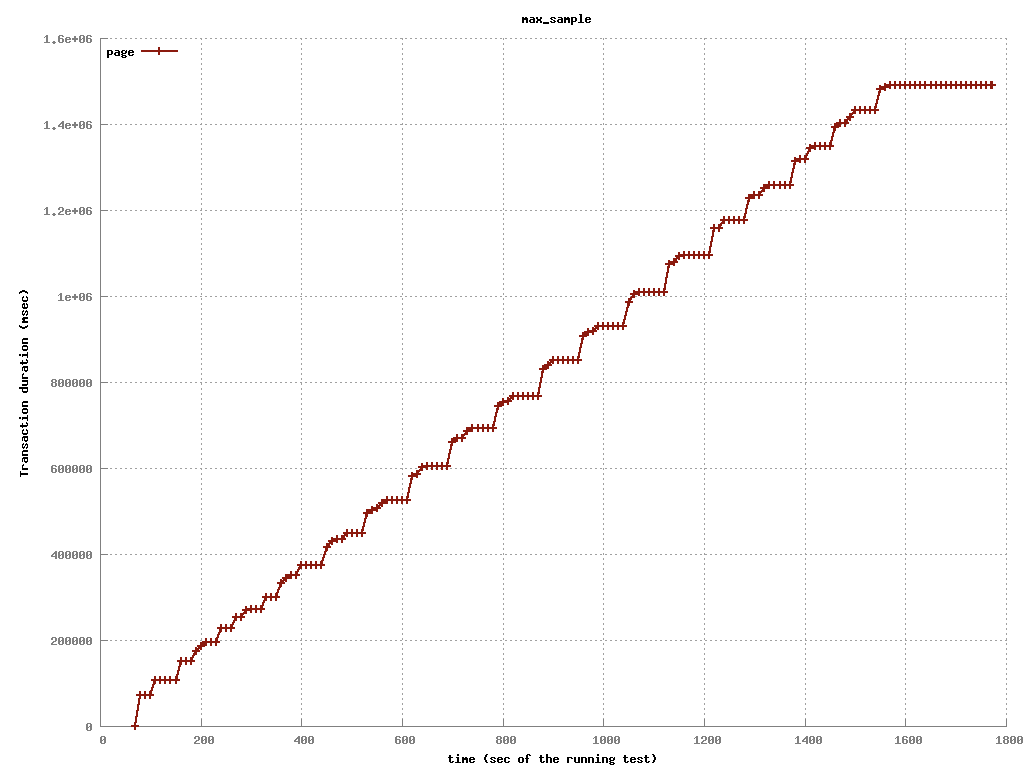 max_sample
1.6e+06
page
1.4e+06
1.2e+06
1e+06
800000
600000
400000
200000
0
Transaction duration (msec)
0 200 400 600 800 1000 1200 1400 1600 1800
time (sec of the running test)